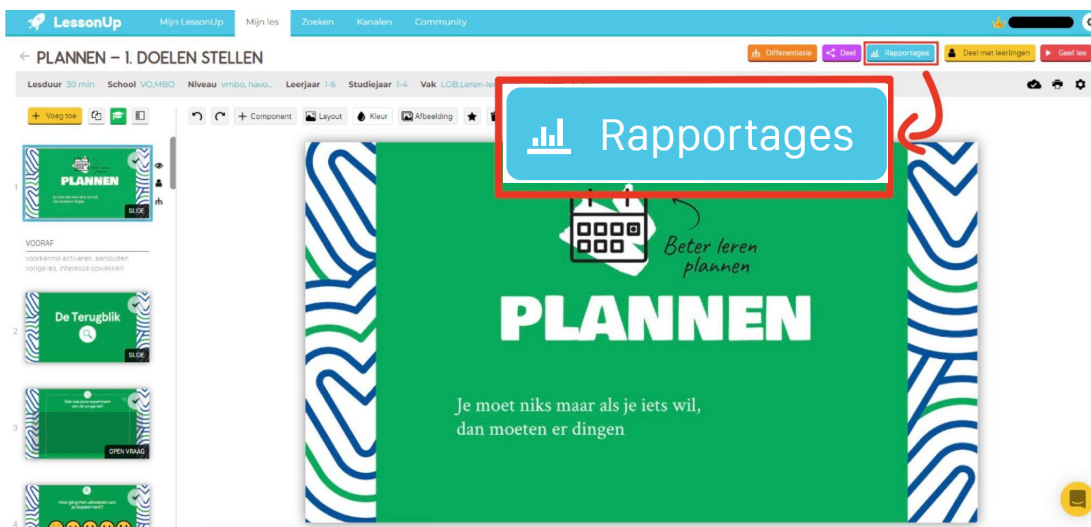 LessonUp
Mijn LessonUp Mijn les Zoeken Kanalen Community
PLANNEN – 1. DOELEN STELLEN
Differentiatie Deel Rapportages Deel met leerlingen Geef les
Lesduur 30 min School VO,MBO Niveau vmbo, havo... Leerjaar 1-6 Studiejaar 1-4 Vak LOB,Leren-le
+ Voeg toe
+ Component Layout Kleur Afbeelding
Rapportages
1
PLANNEN
SLIDE
VOORAF
voorkennis activeren, aansluiten
vorige les, interesse opwekken
2
De Terugblik
SLIDE
3
OPEN VRAAG
4
Beter leren
plannen
PLANNEN
Je moet niks maar als je iets wil,
dan moeten er dingen